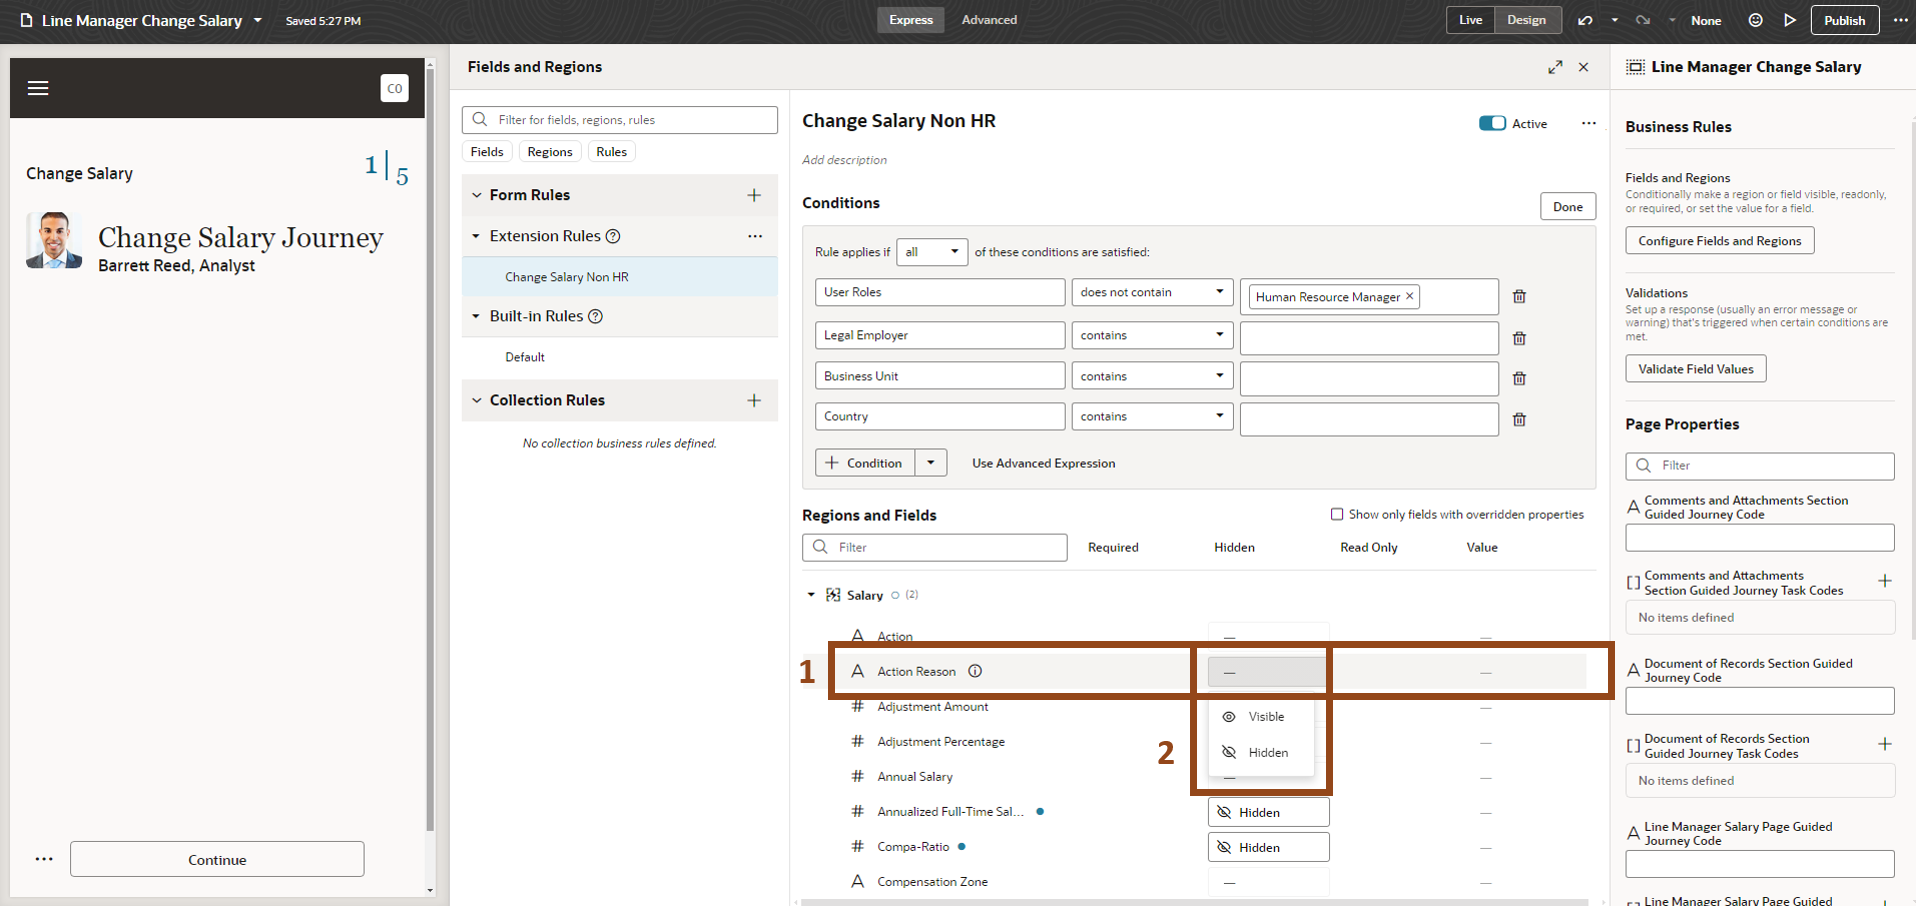 Line Manager Change Salary
Saved 5:27 PM
Express
Advanced
Live
Design
None
Publish
CO
Change Salary
1 | 5
Change Salary Journey
Barrett Reed, Analyst
Continue
Fields and Regions
Filter for fields, regions, rules
Fields
Regions
Rules
Form Rules
Extension Rules
Change Salary Non HR
Built-in Rules
Default
Collection Rules
No collection business rules defined.
Change Salary Non HR
Active
Add description
Conditions
Done
Rule applies if all of these conditions are satisfied:
User Roles does not contain Human Resource Manager
Legal Employer contains
Business Unit contains
Country contains
Condition
Use Advanced Expression
Regions and Fields
Show only fields with overridden properties
Filter
Required
Hidden
Read Only
Value
Salary (2)
Action — —
1
Action Reason — —
Adjustment Amount —
Visible
2
Adjustment Percentage —
Hidden
Annual Salary — —
Annualized Full-Time Sal... Hidden —
Compa-Ratio Hidden —
Compensation Zone — —
Line Manager Change Salary
Business Rules
Fields and Regions
Conditionally make a region or field visible, readonly,
or required, or set the value for a field.
Configure Fields and Regions
Validations
Set up a response (usually an error message or
warning) that's triggered when certain conditions are
met.
Validate Field Values
Page Properties
Filter
Comments and Attachments Section
Guided Journey Code
Comments and Attachments
Section Guided Journey Task Codes
No items defined
Document of Records Section Guided
Journey Code
Document of Records Section
Guided Journey Task Codes
No items defined
Line Manager Salary Page Guided
Journey Code
Line Manager Salary Page Guided